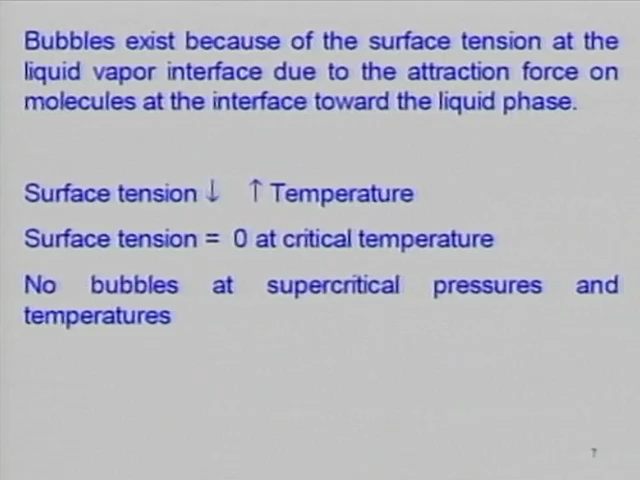 Bubbles exist because of the surface tension at the
liquid vapor interface due to the attraction force on
molecules at the interface toward the liquid phase.
Surface tension ↓ ↑ Temperature
Surface tension = 0 at critical temperature
No bubbles at supercritical pressures and
temperatures
7